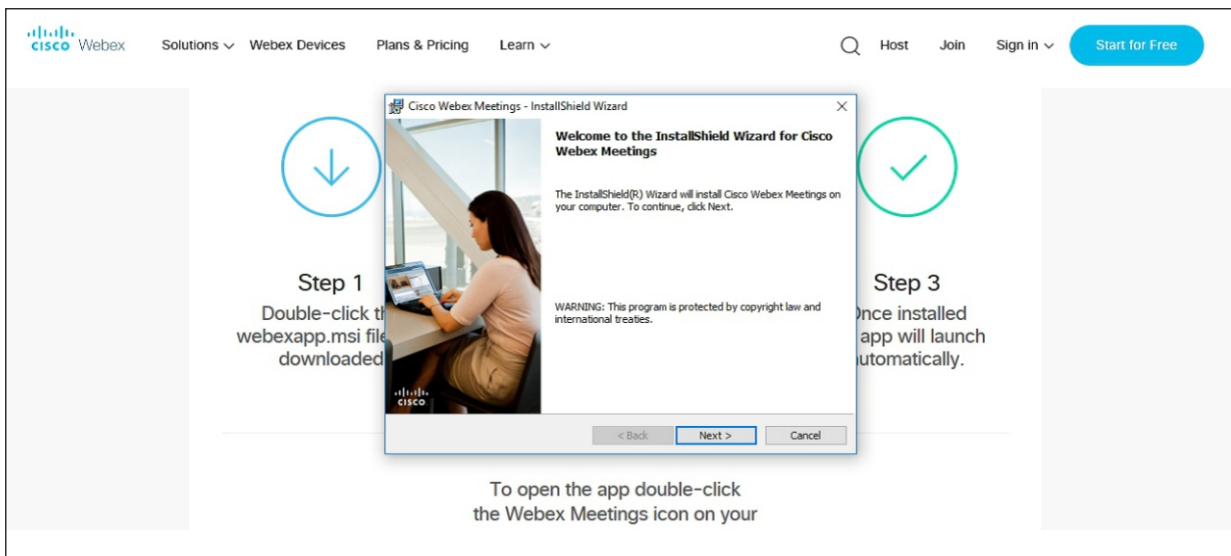 CISCO Webex
Solutions
Webex Devices
Plans & Pricing
Learn
Host
Join
Sign in
Start for Free
Cisco Webex Meetings - InstallShield Wizard
Welcome to the InstallShield Wizard for Cisco
Webex Meetings
The InstallShield(R) Wizard will install Cisco Webex Meetings on
your computer. To continue, click Next.
WARNING: This program is protected by copyright law and
international treaties.
CISCO
< Back
Next >
Cancel
Step 1
Double-click
webexapp.msi
downloaded
Step 3
installed
app will launch
To open the app double-click
the Webex Meetings icon on your